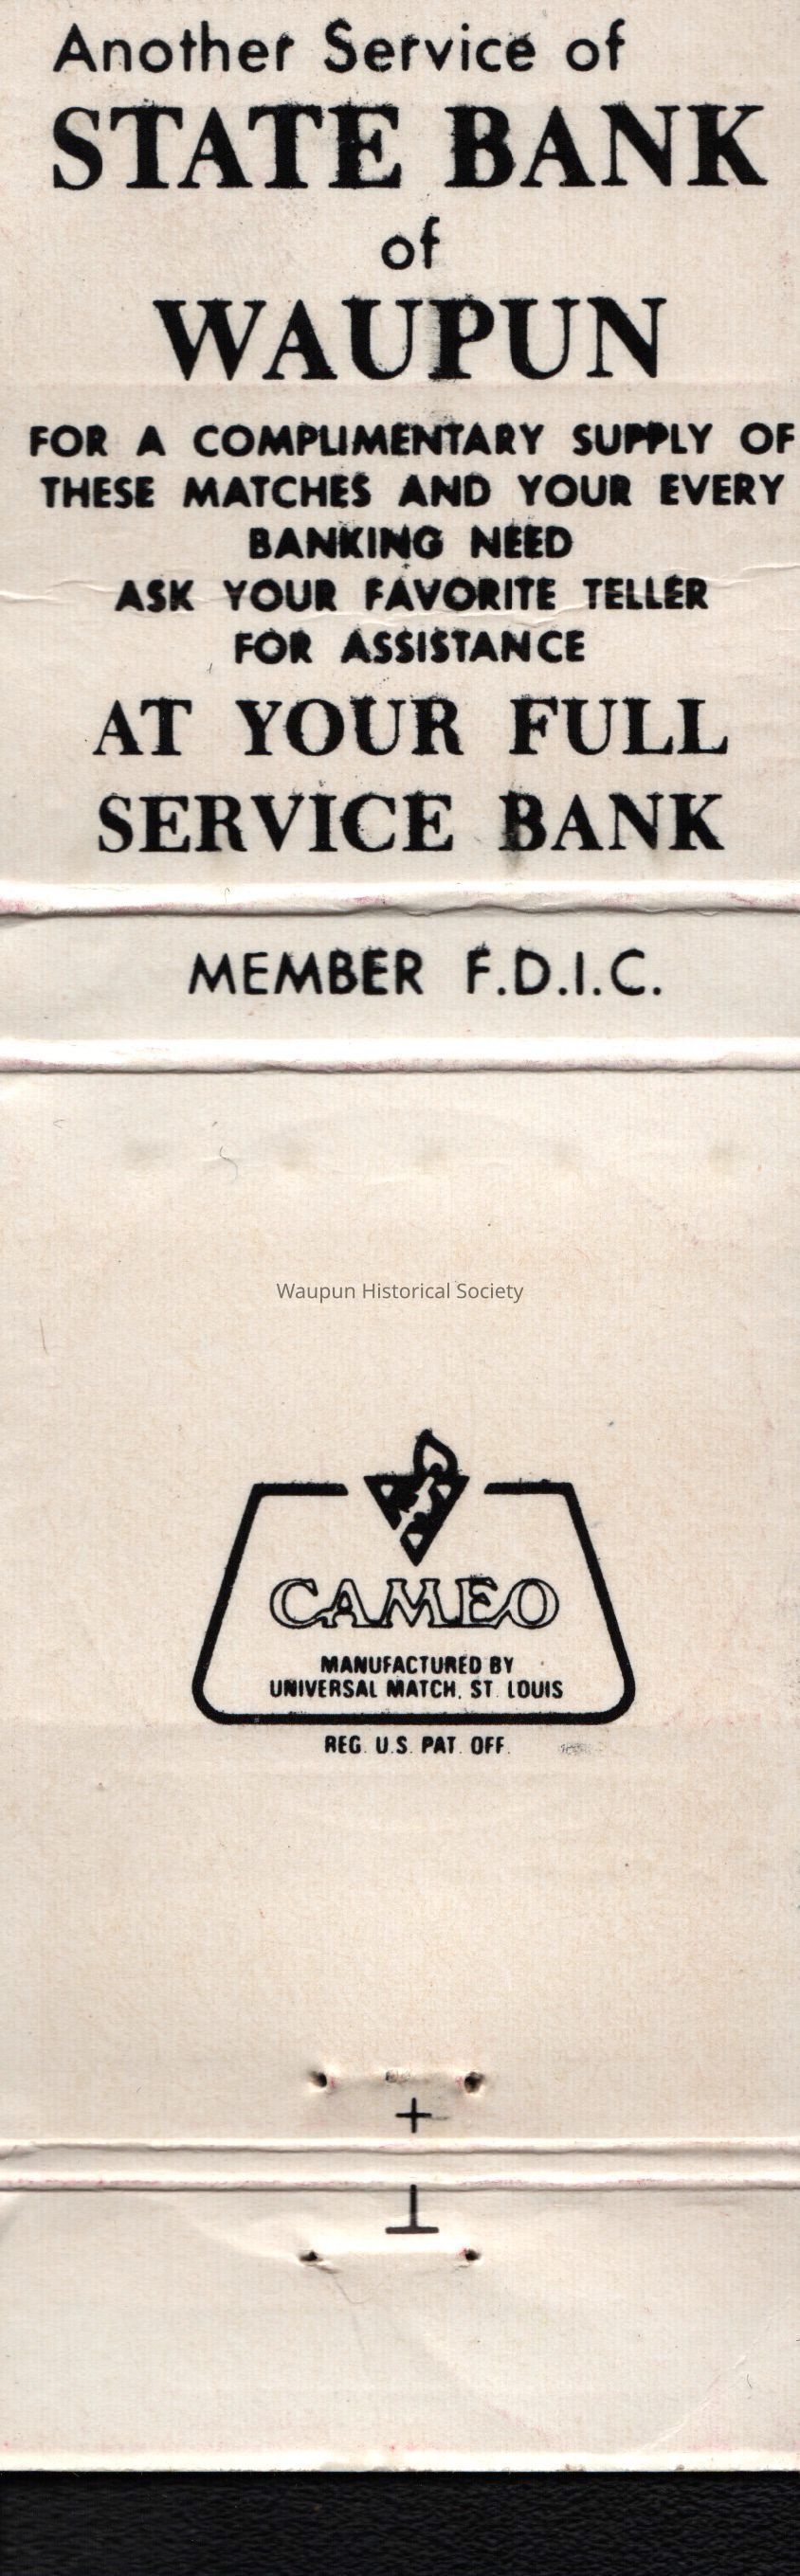 Another Service of
STATE BANK
of
WAUPUN
FOR A COMPLIMENTARY SUPPLY OF
THESE MATCHES AND YOUR EVERY
BANKING NEED
ASK YOUR FAVORITE TELLER
FOR ASSISTANCE
AT YOUR FULL
SERVICE BANK
MEMBER F.D.I.C.
Waupun Historical Society
CAMEO
MANUFACTURED BY
UNIVERSAL MATCH, ST. LOUIS
REG. U.S. PAT. OFF.